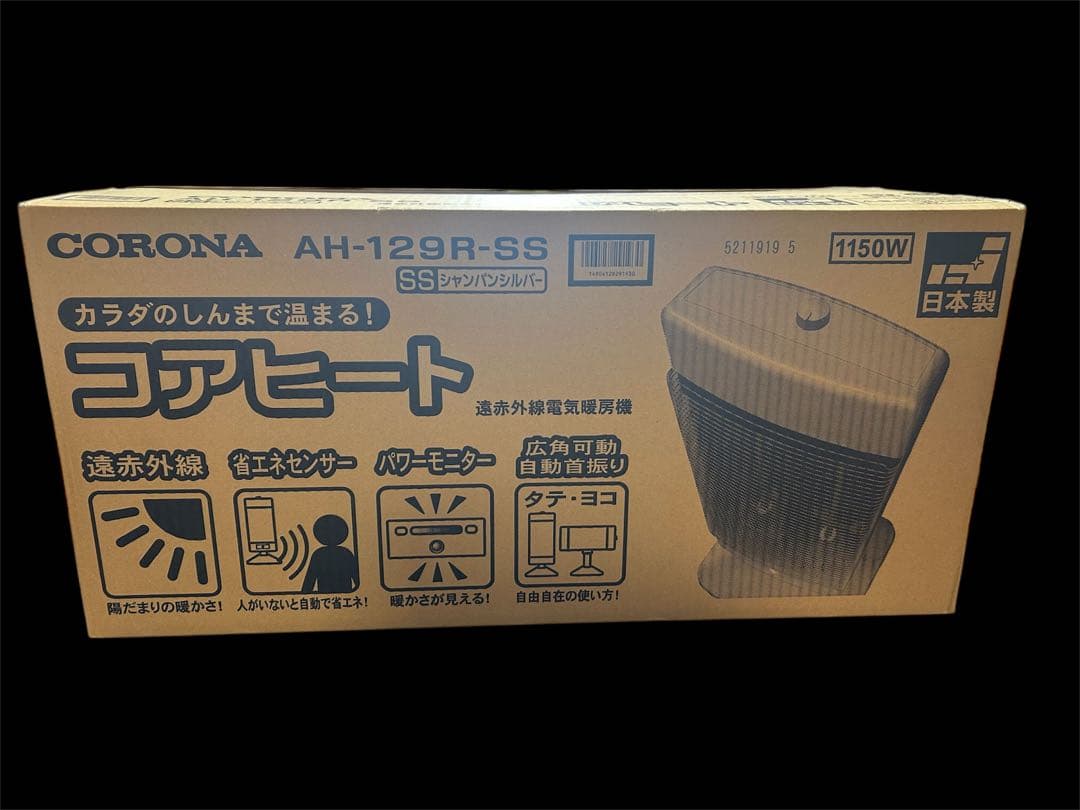 CORONA AH-129R-SS
SS シャンパンシルバー
5211919 5
1150W
日本製
カラダのしんまで温まる!
コアヒート
遠赤外線電気暖房機
遠赤外線
陽だまりの暖かさ!
省エネセンサー
人がいないと自動で省エネ!
パワーモニター
暖かさが見える!
広角可動
自動首振り
タテ・ヨコ
自由自在の使い方!